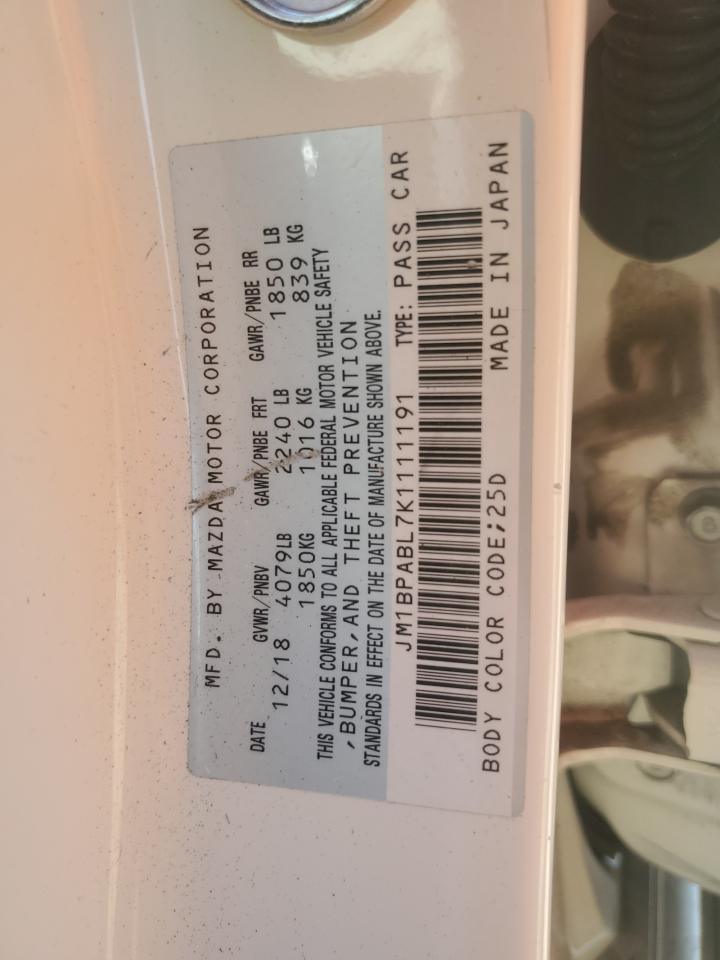 MFD. BY MAZDA MOTOR CORPORATION
DATE GVWR/PNBV GAWR/PNBE FRT GAWR/PNBE RR
12/18 4079LB 2240 LB 1850 LB
1850KG 1016 KG 839 KG
THIS VEHICLE CONFORMS TO ALL APPLICABLE FEDERAL MOTOR VEHICLE SAFETY
,BUMPER,AND THEFT PREVENTION
STANDARDS IN EFFECT ON THE DATE OF MANUFACTURE SHOWN ABOVE.
JM1BPABL7K1111191 TYPE: PASS CAR
BODY COLOR CODE;25D MADE IN JAPAN